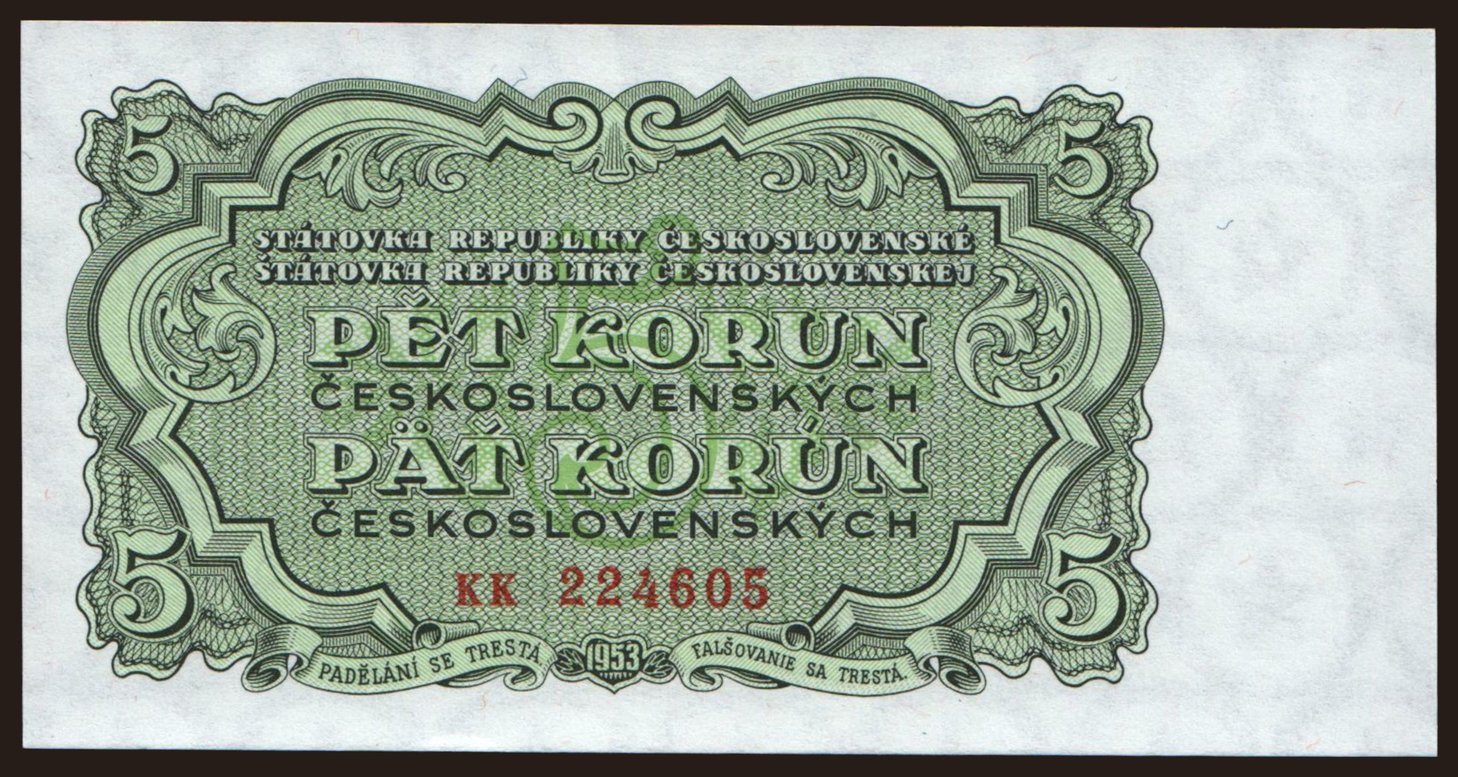 5 5
STÁTOVKA REPUBLIKY ČESKOSLOVENSKÉ
ŠTÁTOVKA REPUBLIKY ČESKOSLOVENSKEJ
PĚT KORUN
ČESKOSLOVENSKÝCH
PÄŤ KORÚN
ČESKOSLOVENSKÝCH
KK 224605
5 5
PADĚLÁNÍ SE TRESTÁ 1953 FALŠOVANIE SA TRESTÁ.